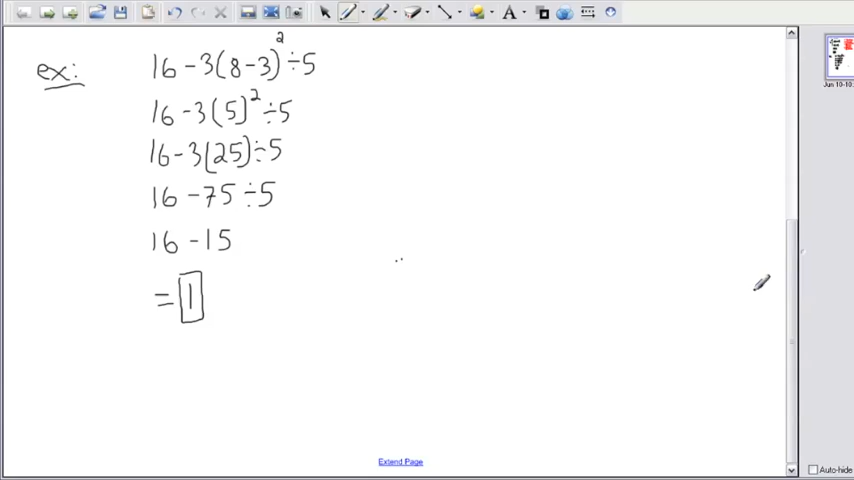 ex: 16 - 3(8 - 3)² ÷ 5
16 - 3(5)² ÷ 5
16 - 3(25) ÷ 5
16 - 75 ÷ 5
16 - 15
= 1
Extend Page
Jun 10-10:
Auto-hide